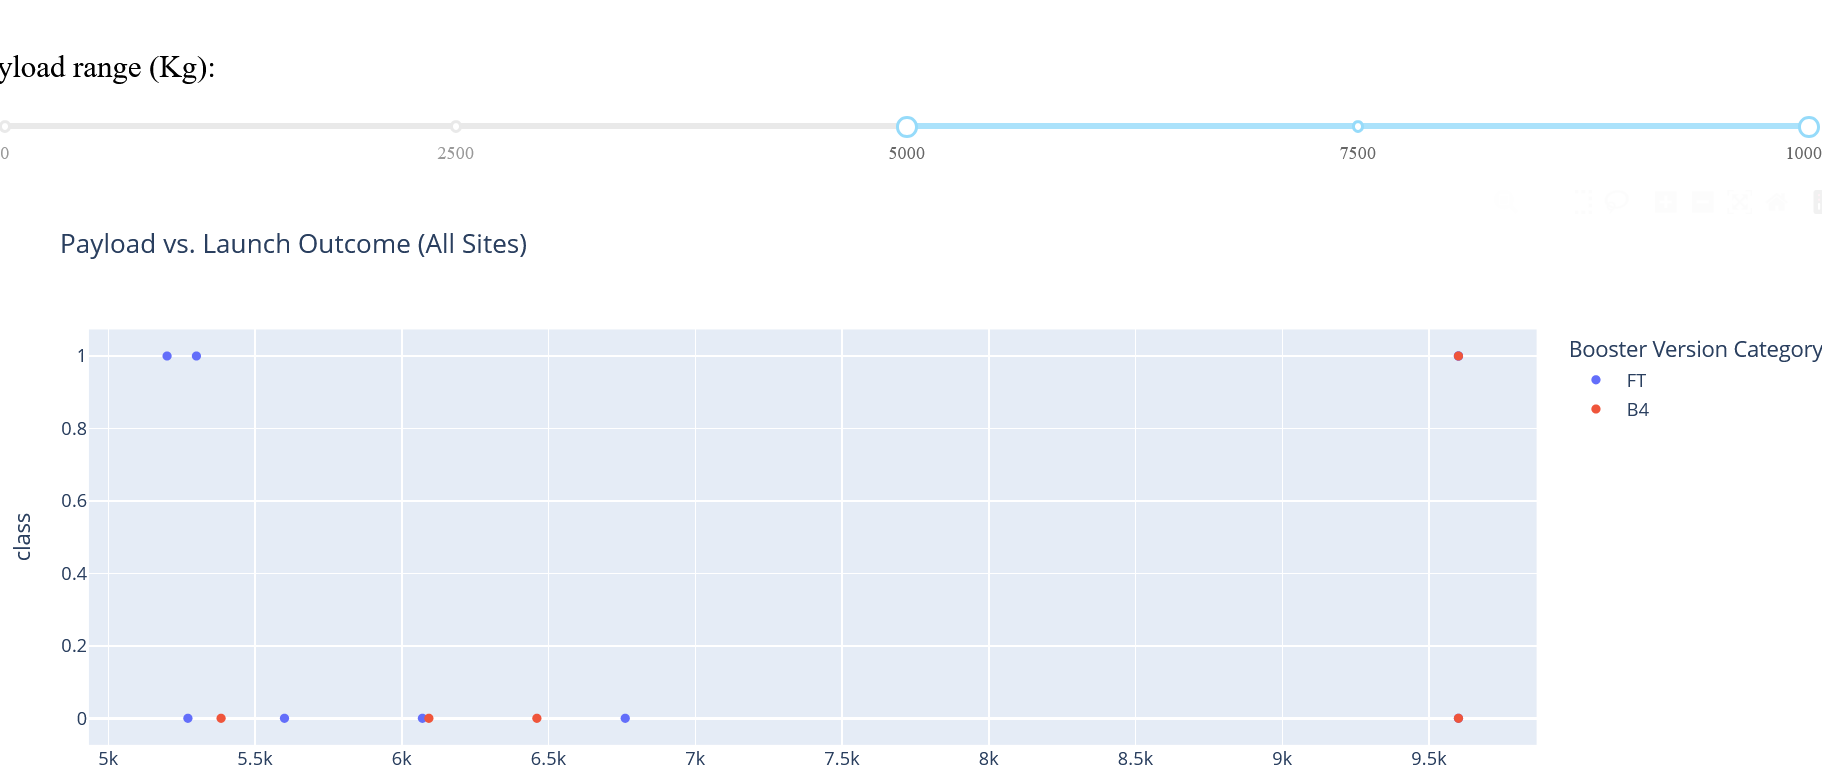 yload range (Kg):
0 2500 5000 7500 1000
Payload vs. Launch Outcome (All Sites)
Booster Version Category
FT
B4
class
1
0.8
0.6
0.4
0.2
0
5k 5.5k 6k 6.5k 7k 7.5k 8k 8.5k 9k 9.5k